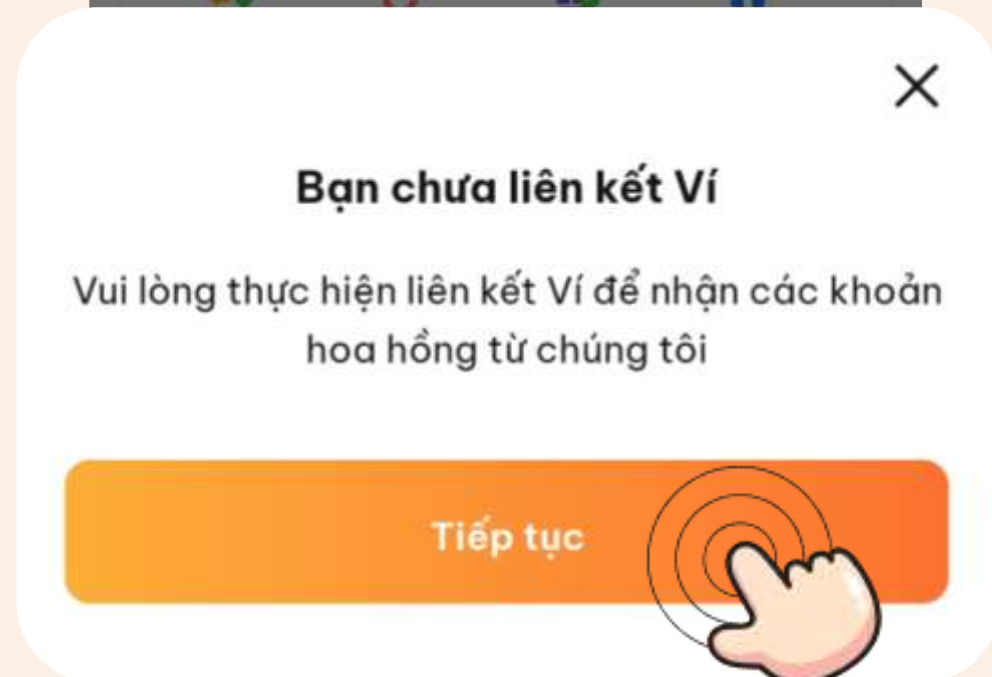 Bạn chưa liên kết Ví
Vui lòng thực hiện liên kết Ví để nhận các khoản
hoa hồng từ chúng tôi
Tiếp tục